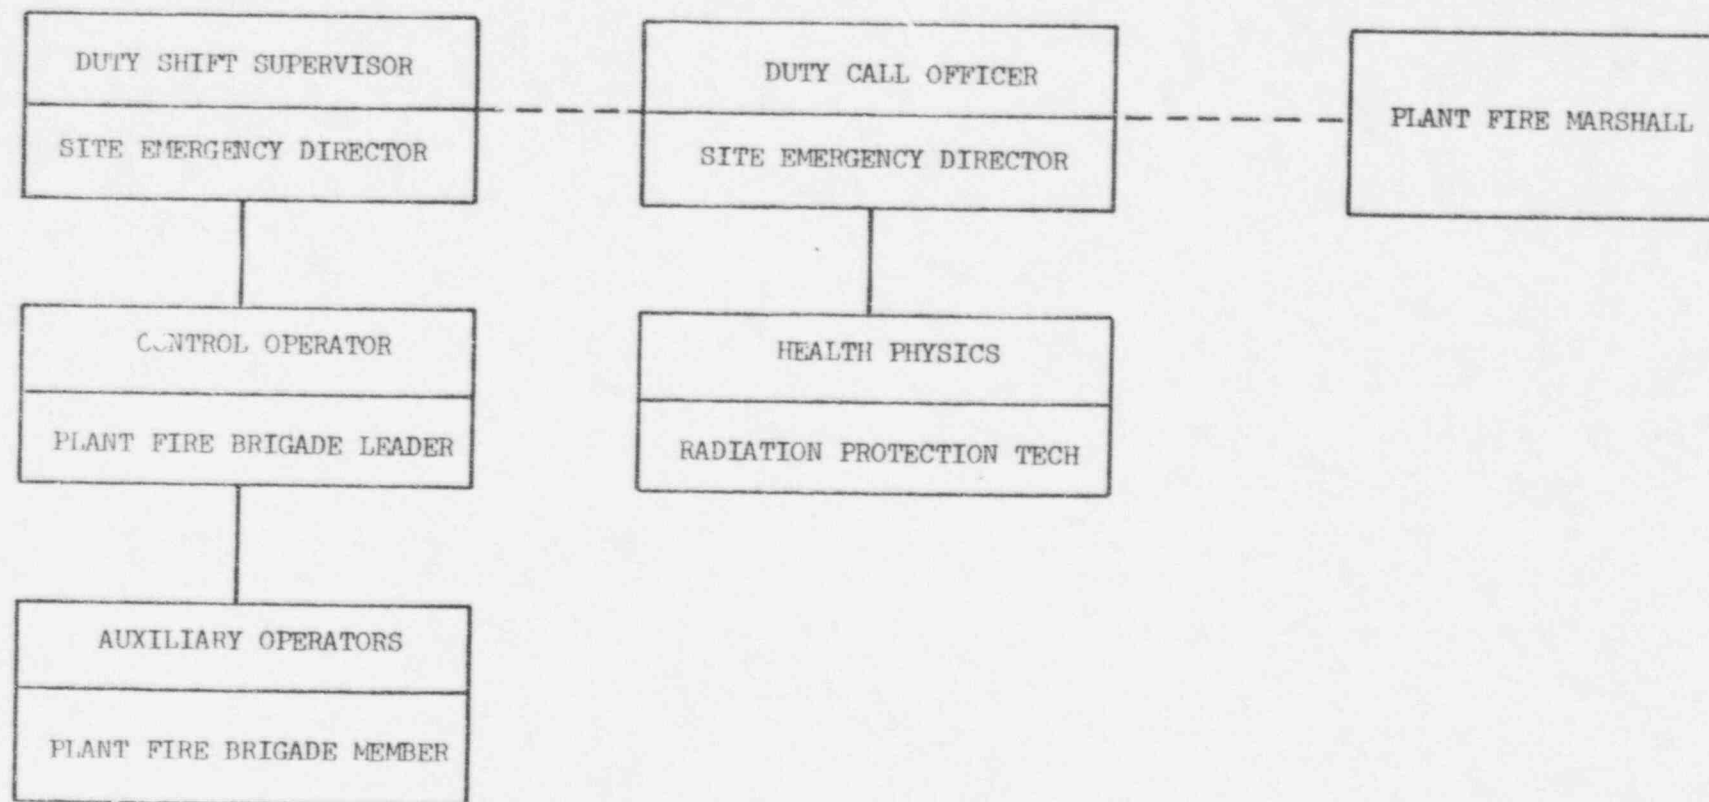 DUTY SHIFT SUPERVISOR
SITE EMERGENCY DIRECTOR
DUTY CALL OFFICER
SITE EMERGENCY DIRECTOR
PLANT FIRE MARSHALL
CONTROL OPERATOR
PLANT FIRE BRIGADE LEADER
HEALTH PHYSICS
RADIATION PROTECTION TECH
AUXILIARY OPERATORS
PLANT FIRE BRIGADE MEMBER